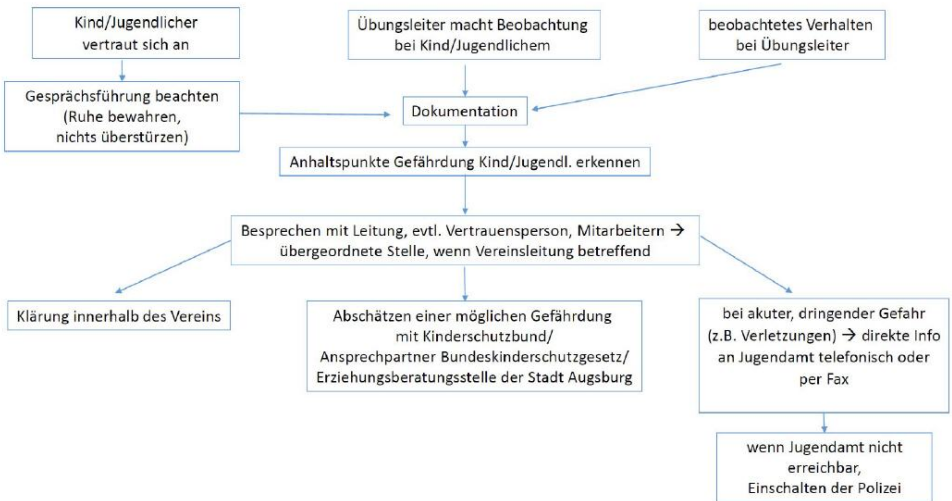 Kind/Jugendlicher
vertraut sich an
Übungsleiter macht Beobachtung
bei Kind/Jugendlichem
beobachtetes Verhalten
bei Übungsleiter
Gesprächsführung beachten
(Ruhe bewahren,
nichts überstürzen)
Dokumentation
Anhaltspunkte Gefährdung Kind/Jugendl. erkennen
Besprechen mit Leitung, evtl. Vertrauensperson, Mitarbeitern →
übergeordnete Stelle, wenn Vereinsleitung betreffend
Klärung innerhalb des Vereins
Abschätzen einer möglichen Gefährdung
mit Kinderschutzbund/
Ansprechpartner Bundeskinderschutzgesetz/
Erziehungsberatungsstelle der Stadt Augsburg
bei akuter, dringender Gefahr
(z.B. Verletzungen) → direkte Info
an Jugendamt telefonisch oder
per Fax
wenn Jugendamt nicht
erreichbar,
Einschalten der Polizei